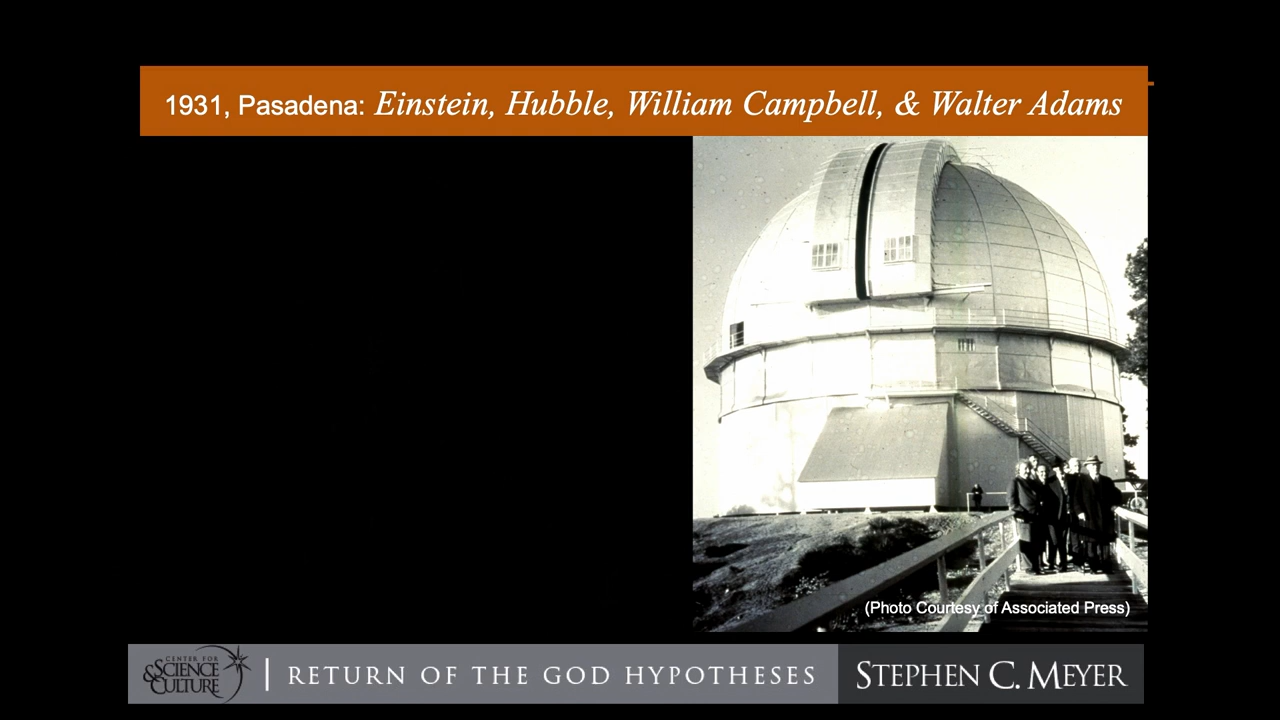 1931, Pasadena: Einstein, Hubble, William Campbell, & Walter Adams
(Photo Courtesy of Associated Press)
CENTER FOR
& SCIENCE
CULTURE
RETURN OF THE GOD HYPOTHESES
STEPHEN C. MEYER